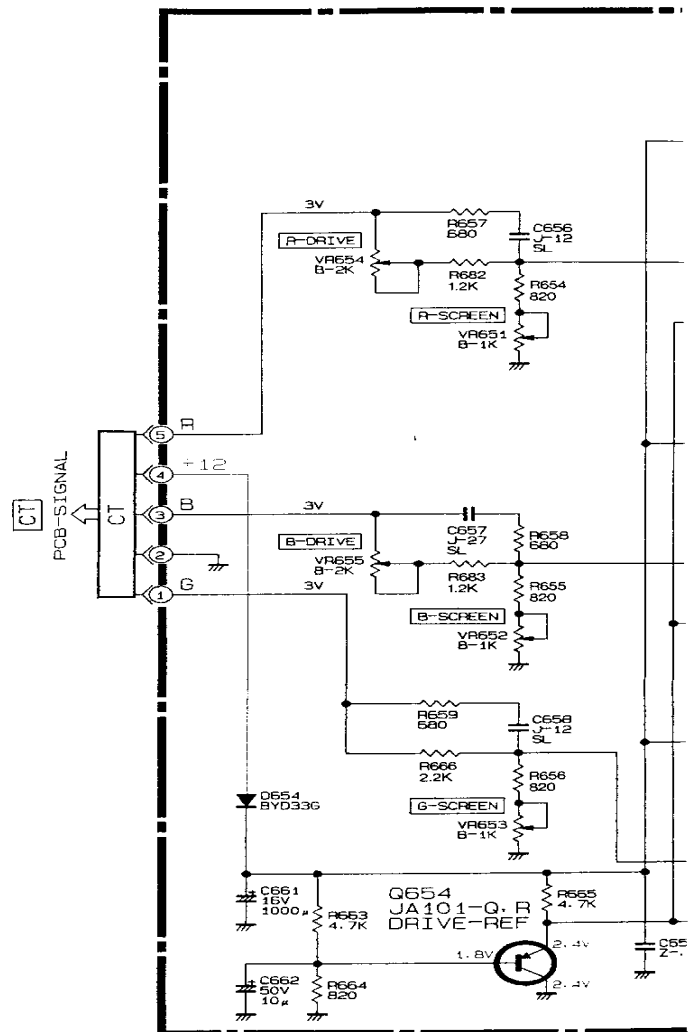 3V
R657
680
C656
J-12
SL
R-DRIVE
VR654
B-2K
R682
1.2K
R654
820
R-SCREEN
VR651
B-1K
5
R
4
+12
CT
PCB-SIGNAL
CT
3
B
3V
C657
J-27
SL
R658
680
B-DRIVE
VR655
B-2K
2
R683
1.2K
R655
820
1
G
3V
B-SCREEN
VR652
B-1K
R659
680
C658
J-12
SL
R666
2.2K
R656
820
D654
BYD33G
G-SCREEN
VR653
B-1K
C661
16V
1000µ
R663
4.7K
Q654
JA101-Q,R
DRIVE-REF
R665
4.7K
1.8V
2.4V
C662
50V
10µ
R664
820
2.4V